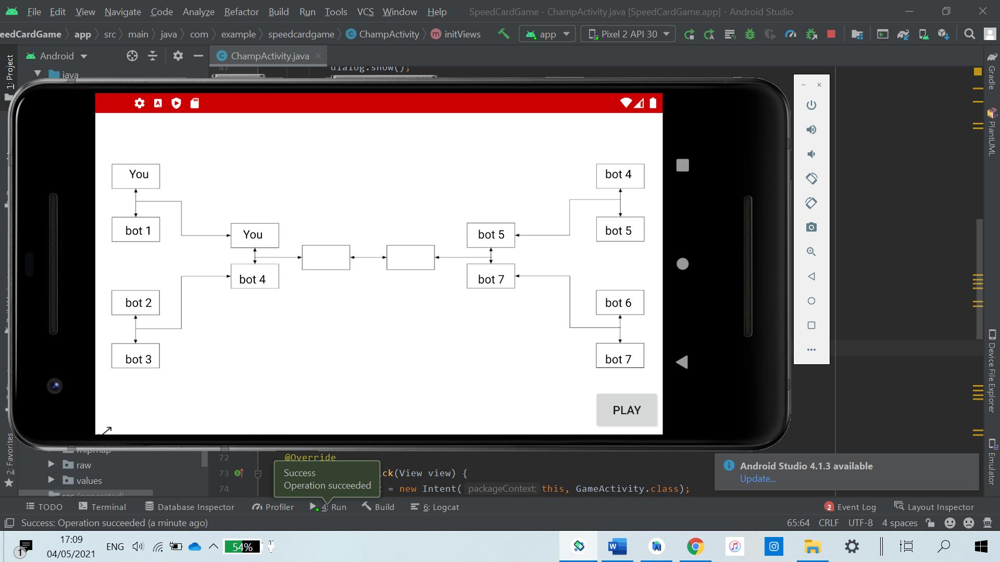 File Edit View Navigate Code Analyze Refactor Build Run Tools VCS Window Help SpeedCardGame - ChampActivity.java [SpeedCardGame.app] - Android Studio
eedCardGame app src main java com example speedcardgame ChampActivity initViews app Pixel 2 API 30
1: Project
Android
ChampActivity.java
java
47 dialog.show();
You
bot 1
bot 2
bot 3
You
bot 4
bot 5
bot 7
bot 4
bot 5
bot 6
bot 7
PLAY
Gradle
PlantUML
Device File Explorer
Emulator
2: Favorites
mipmap
raw
values
res (generated)
72 @Override
73 ck(View view) {
74 t = new Intent( packageContext: this, GameActivity.class);
Success
Operation succeeded
Android Studio 4.1.3 available
Update...
TODO Terminal Database Inspector Profiler 4: Run Build 6: Logcat 2 Event Log Layout Inspector
Success: Operation succeeded (a minute ago) 65:64 CRLF UTF-8 4 spaces
1 17:09
04/05/2021
ENG 54%